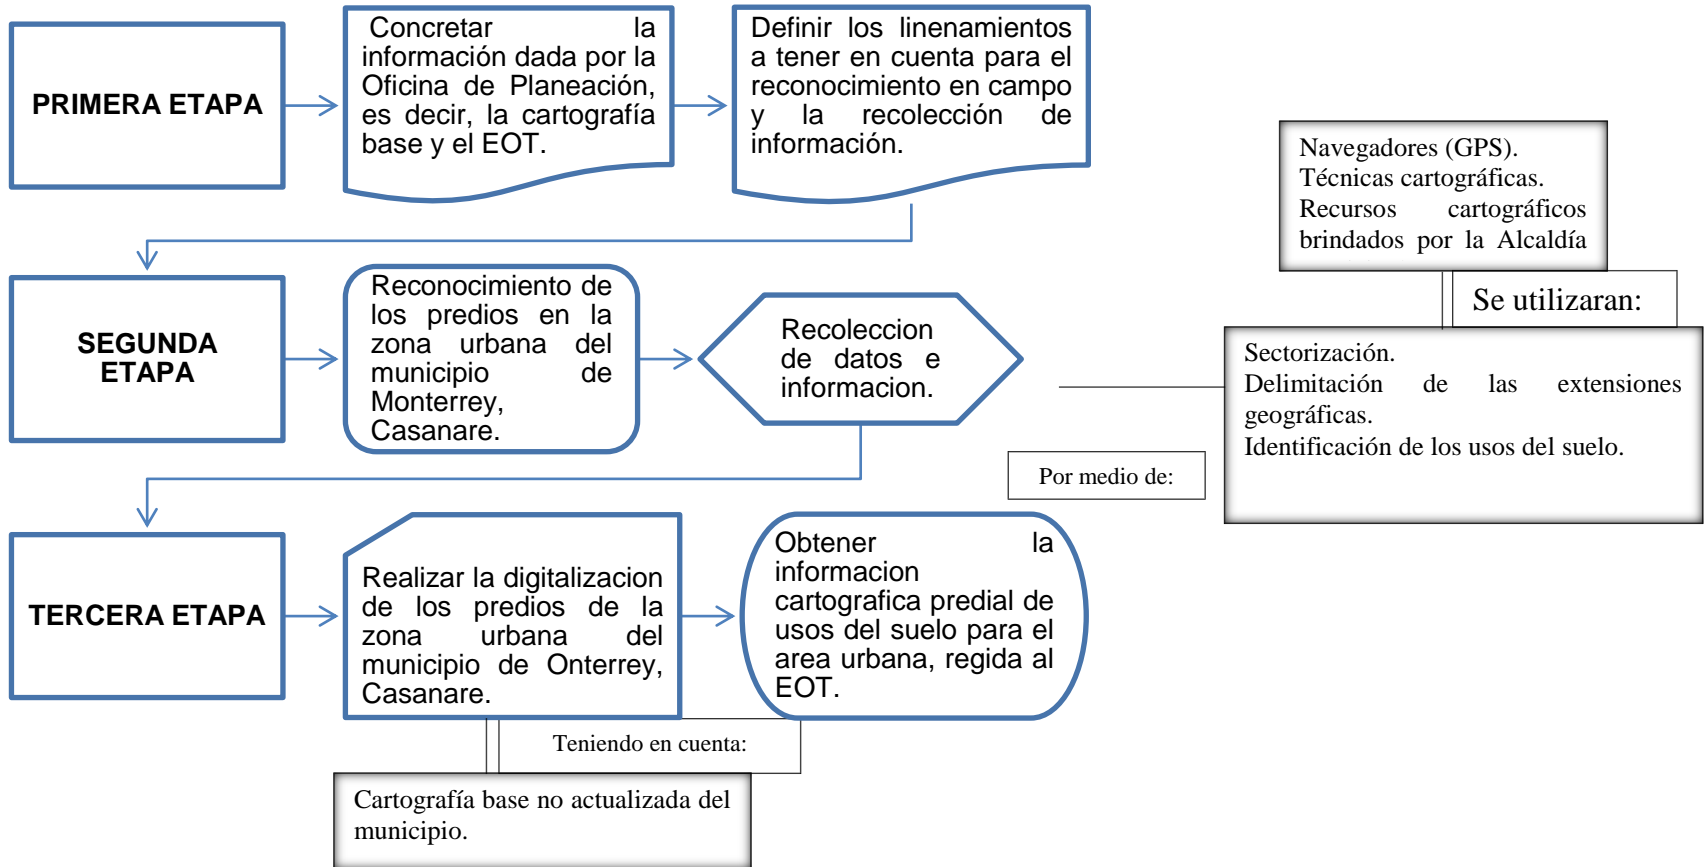 PRIMERA ETAPA
Concretar la
información dada por la
Oficina de Planeación,
es decir, la cartografía
base y el EOT.
Definir los linenamientos
a tener en cuenta para el
reconocimiento en campo
y la recolección de
información.
Navegadores (GPS).
Técnicas cartográficas.
Recursos cartográficos
brindados por la Alcaldía
Se utilizaran:
SEGUNDA
ETAPA
Reconocimiento de
los predios en la
zona urbana del
municipio de
Monterrey,
Casanare.
Recoleccion
de datos e
informacion.
Sectorización.
Delimitación de las extensiones
geográficas.
Identificación de los usos del suelo.
Por medio de:
TERCERA ETAPA
Realizar la digitalizacion
de los predios de la
zona urbana del
municipio de Onterrey,
Casanare.
Obtener la
informacion
cartografica predial de
usos del suelo para el
area urbana, regida al
EOT.
Teniendo en cuenta:
Cartografía base no actualizada del
municipio.